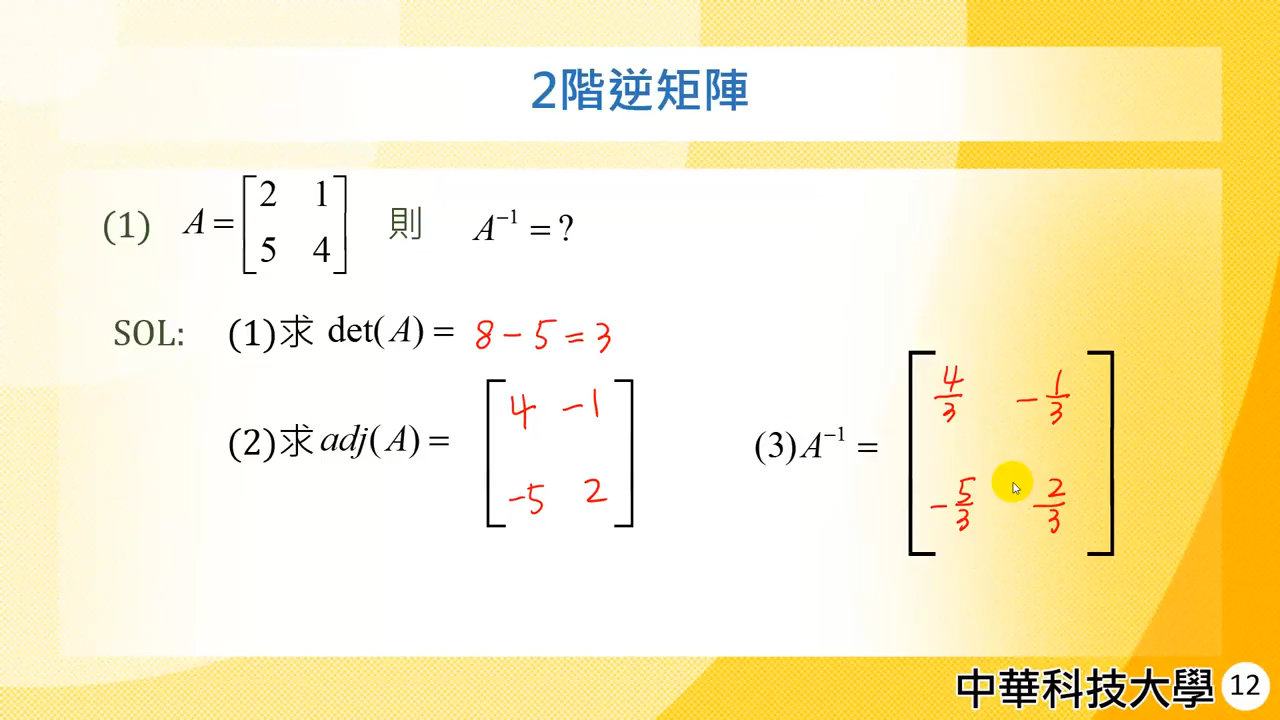 2階逆矩陣
(1) A = [2 1; 5 4] 則 A⁻¹ = ?
SOL: (1)求 det(A) = 8 - 5 = 3
(2)求 adj(A) = [4 -1; -5 2]
(3) A⁻¹ = [4/3 -1/3; -5/3 2/3]
中華科技大學 12